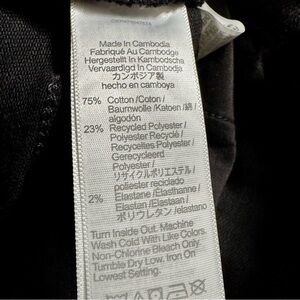 Made In Cambodia
Fabriqué Au Cambodge
Hergestellt In Kambodscha
Vervaardigd In Cambodja
カンボジア製
hecho en camboya
75% Cotton /Coton /
Baumwolle /Katoen /綿 /
algodón
23% Recycled Polyester /
Polyester Recyclé /
Recyceltes Polyester /
Gerecycleerd
Polyester /
リサイクルポリエステル /
poliester reciclado
2% Elastane /Élasthanne /
Elastan /Elastaan /
ポリウレタン /elastano
Turn Inside Out. Machine
Wash Cold With Like Colors.
Non-Chlorine Bleach Only.
Tumble Dry Low. Iron On
Lowest Setting.